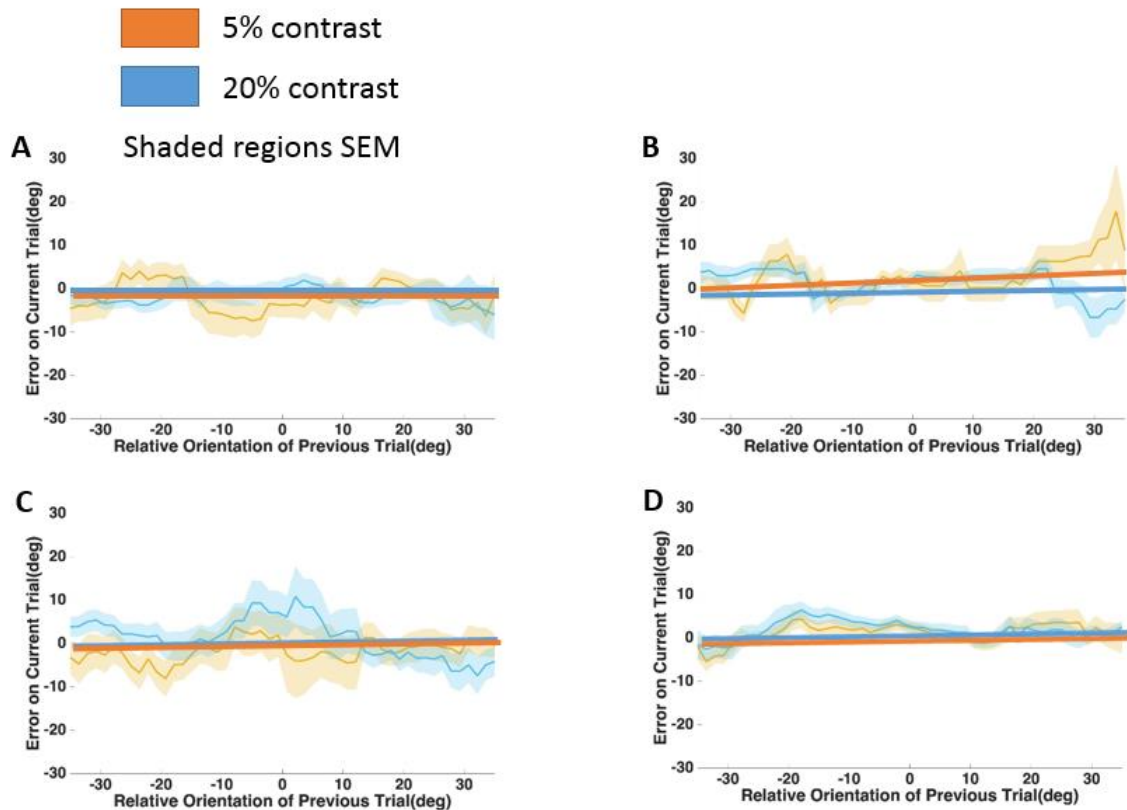 5% contrast
20% contrast
Shaded regions SEM
A
30
20
10
0
-10
-20
-30
Error on Current Trial(deg)
-30 -20 -10 0 10 20 30
Relative Orientation of Previous Trial(deg)
B
30
20
10
0
-10
-20
-30
Error on Current Trial(deg)
-30 -20 -10 0 10 20 30
Relative Orientation of Previous Trial(deg)
C
30
20
10
0
-10
-20
-30
Error on Current Trial(deg)
-30 -20 -10 0 10 20 30
Relative Orientation of Previous Trial(deg)
D
30
20
10
0
-10
-20
-30
Error on Current Trial(deg)
-30 -20 -10 0 10 20 30
Relative Orientation of Previous Trial(deg)